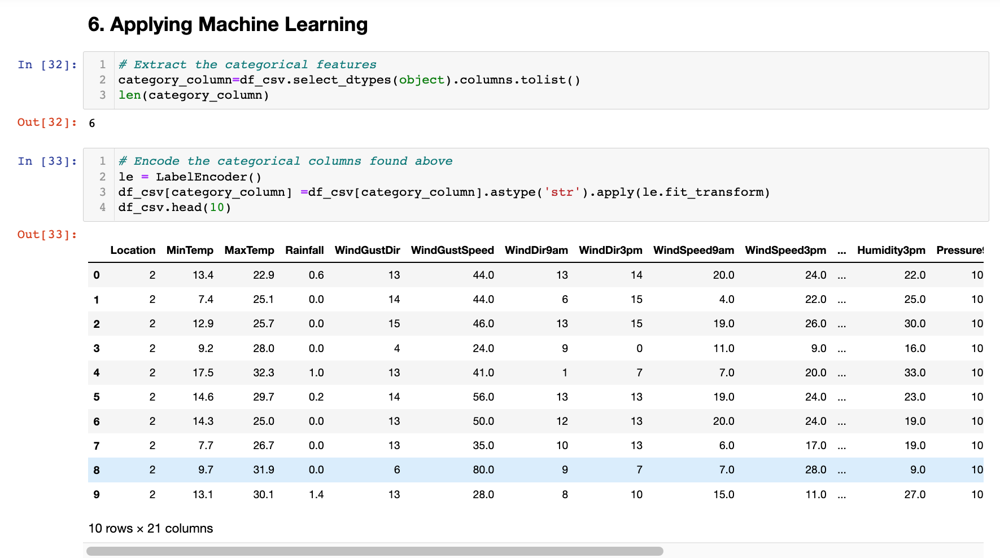 6. Applying Machine Learning
In [32]:
1 # Extract the categorical features
2 category_column=df_csv.select_dtypes(object).columns.tolist()
3 len(category_column)
Out[32]: 6
In [33]:
1 # Encode the categorical columns found above
2 le = LabelEncoder()
3 df_csv[category_column] =df_csv[category_column].astype('str').apply(le.fit_transform)
4 df_csv.head(10)
Out[33]:
Location MinTemp MaxTemp Rainfall WindGustDir WindGustSpeed WindDir9am WindDir3pm WindSpeed9am WindSpeed3pm ... Humidity3pm Pressure9
0 2 13.4 22.9 0.6 13 44.0 13 14 20.0 24.0 ... 22.0 10
1 2 7.4 25.1 0.0 14 44.0 6 15 4.0 22.0 ... 25.0 10
2 2 12.9 25.7 0.0 15 46.0 13 15 19.0 26.0 ... 30.0 10
3 2 9.2 28.0 0.0 4 24.0 9 0 11.0 9.0 ... 16.0 10
4 2 17.5 32.3 1.0 13 41.0 1 7 7.0 20.0 ... 33.0 10
5 2 14.6 29.7 0.2 14 56.0 13 13 19.0 24.0 ... 23.0 10
6 2 14.3 25.0 0.0 13 50.0 12 13 20.0 24.0 ... 19.0 10
7 2 7.7 26.7 0.0 13 35.0 10 13 6.0 17.0 ... 19.0 10
8 2 9.7 31.9 0.0 6 80.0 9 7 7.0 28.0 ... 9.0 10
9 2 13.1 30.1 1.4 13 28.0 8 10 15.0 11.0 ... 27.0 10
10 rows × 21 columns